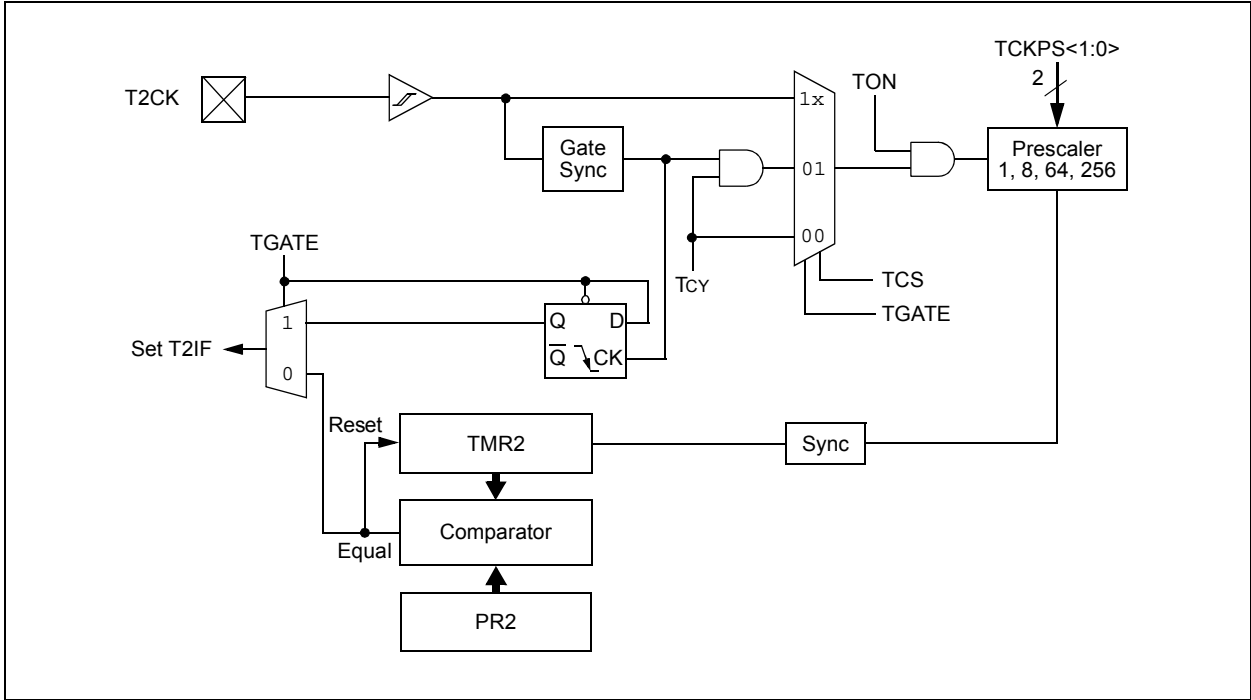 TCKPS<1:0>
2
T2CK
TON
1x
Gate
Sync
01
Prescaler
1, 8, 64, 256
00
TGATE
TCY
TCS
TGATE
Q
D
1
Set T2IF
Q
CK
0
Reset
TMR2
Sync
Comparator
Equal
PR2